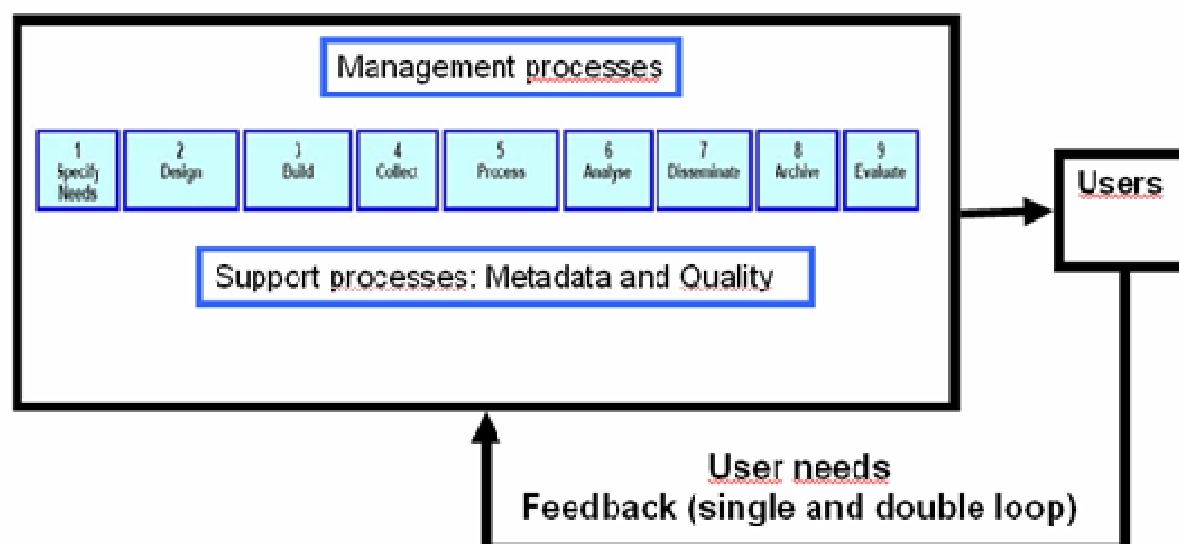 Management processes
1
Specify
Needs
2
Design
3
Build
4
Collect
5
Process
6
Analyse
7
Disseminate
8
Archive
9
Evaluate
Users
Support processes: Metadata and Quality
User needs
Feedback (single and double loop)